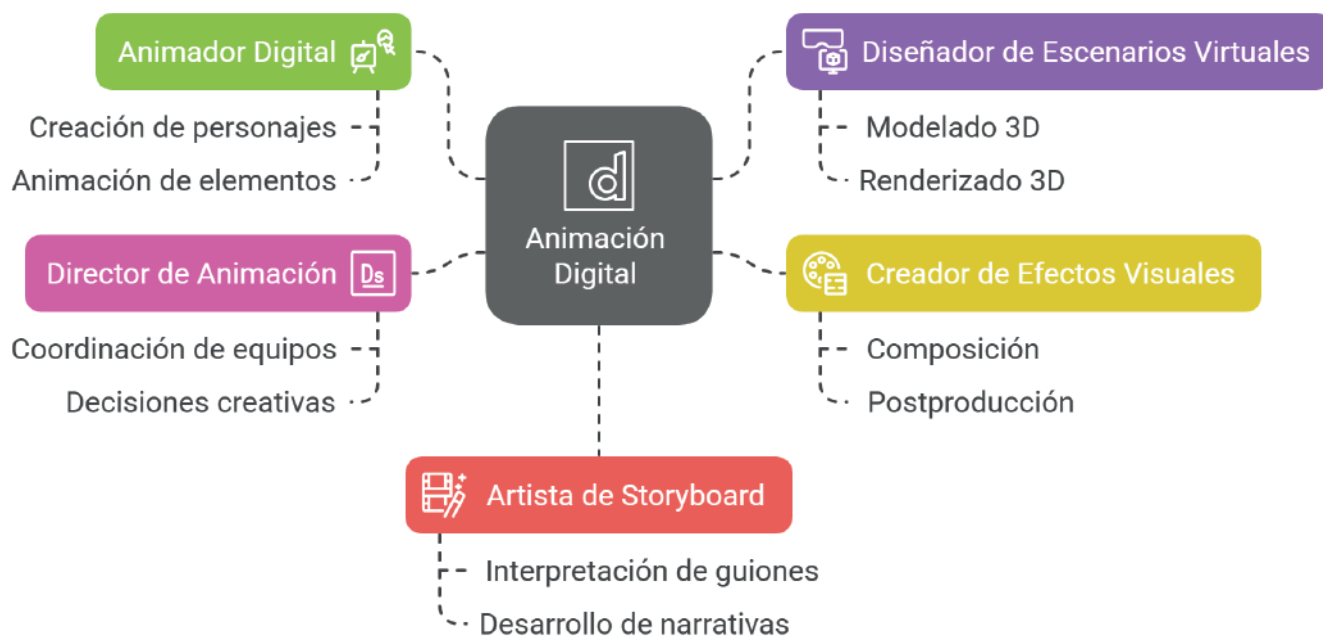 Animador Digital
Creación de personajes
Animación de elementos
Director de Animación
Ds
Coordinación de equipos
Decisiones creativas
d
Animación
Digital
Diseñador de Escenarios Virtuales
Modelado 3D
Renderizado 3D
Creador de Efectos Visuales
Composición
Postproducción
Artista de Storyboard
Interpretación de guiones
Desarrollo de narrativas